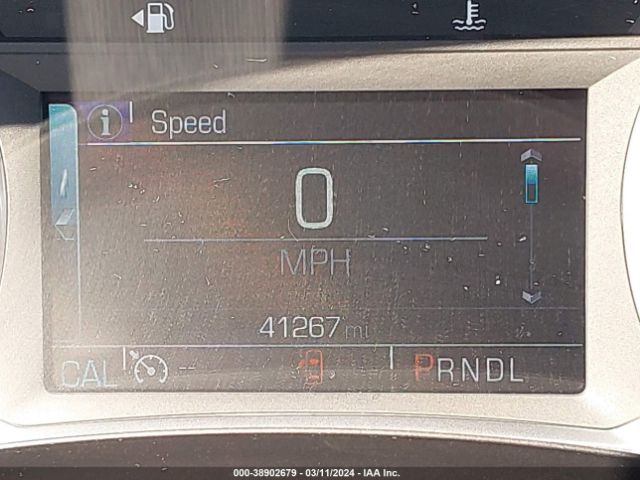 Speed
0
MPH
41267 mi
CAL -- PRNDL
000-38902679 - 03/11/2024 - IAA Inc.